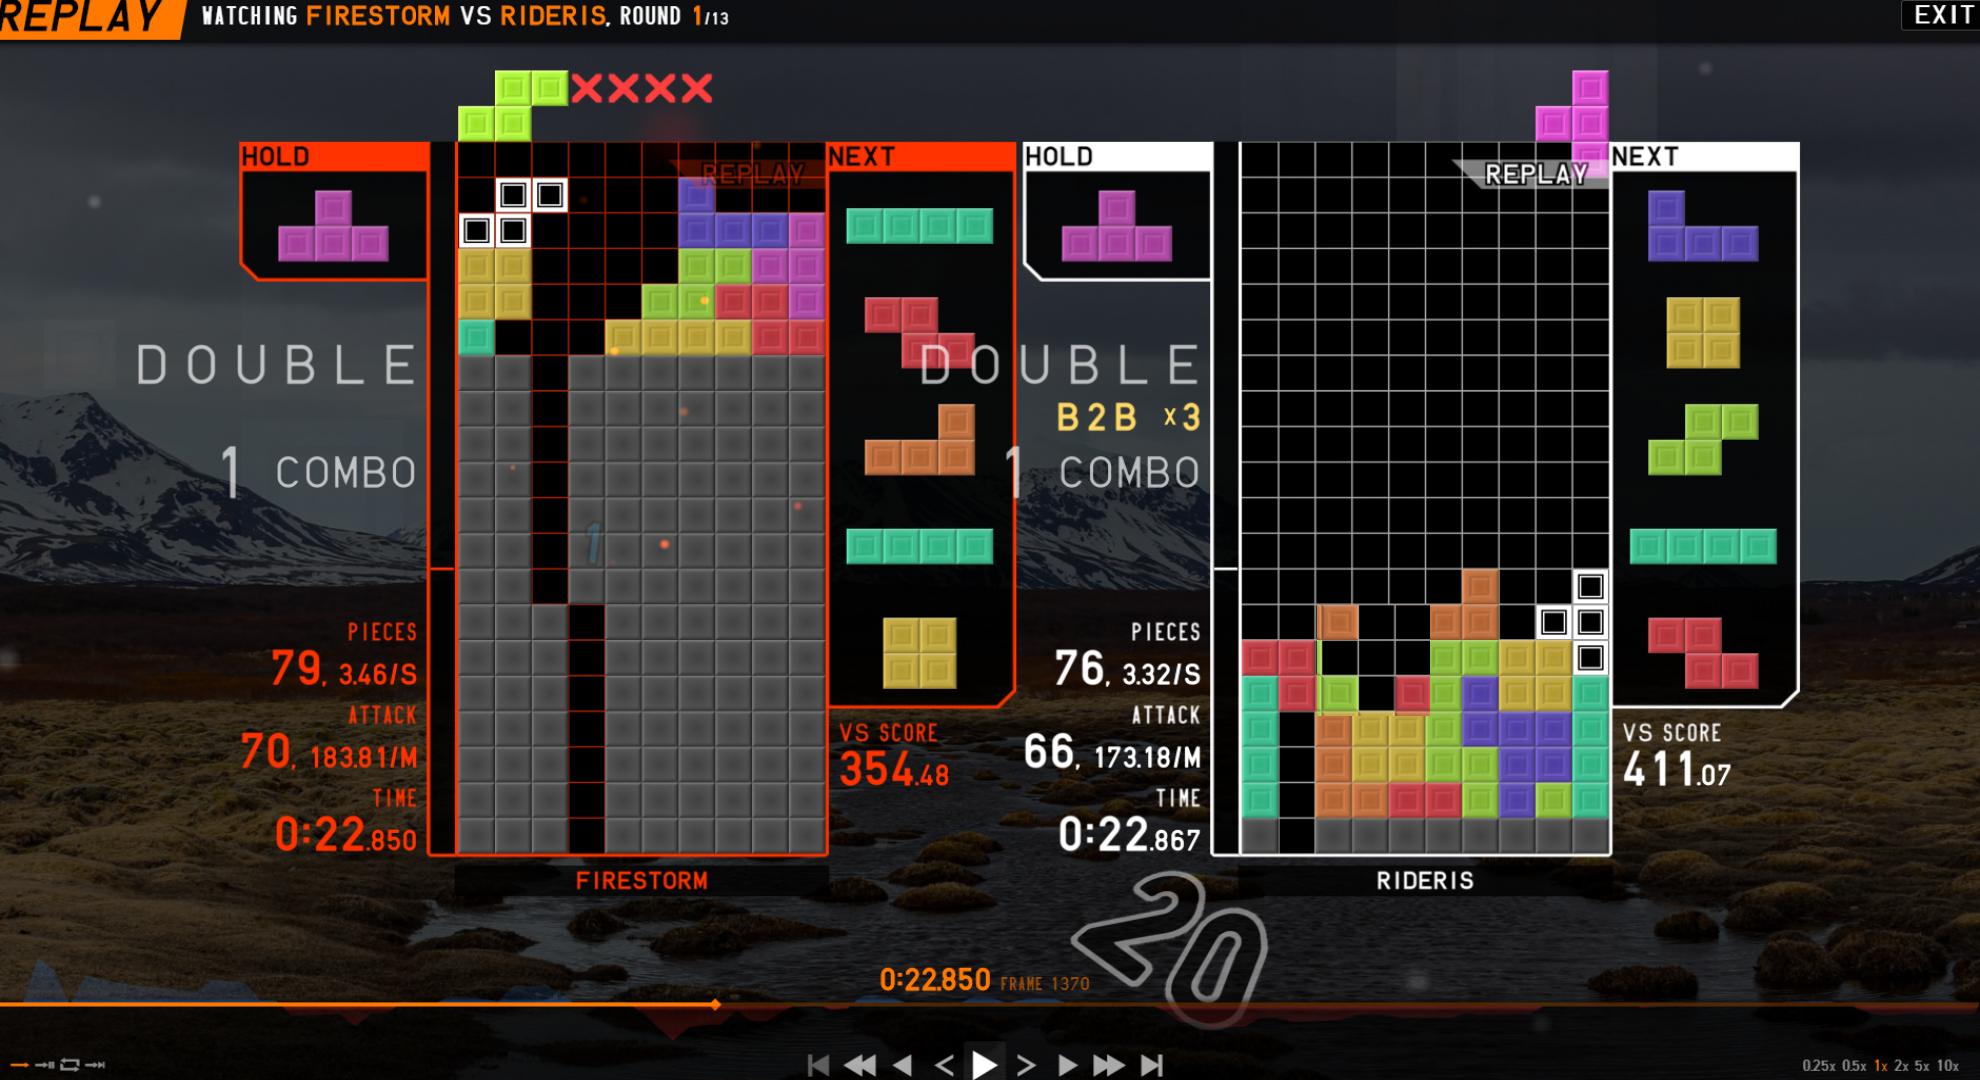 REPLAY
WATCHING FIRESTORM VS RIDERIS, ROUND 1/13
EXIT
HOLD
REPLAY
NEXT
HOLD
REPLAY
NEXT
DOUBLE
1 COMBO
DOUBLE
B2B x3
1 COMBO
1
PIECES
79, 3.46/S
ATTACK
70, 183.81/M
TIME
0:22.850
VS SCORE
354.48
PIECES
76, 3.32/S
ATTACK
66, 173.18/M
TIME
0:22.867
VS SCORE
411.07
FIRESTORM
RIDERIS
20
0:22.850 FRAME 1370
0.25x 0.5x 1x 2x 5x 10x